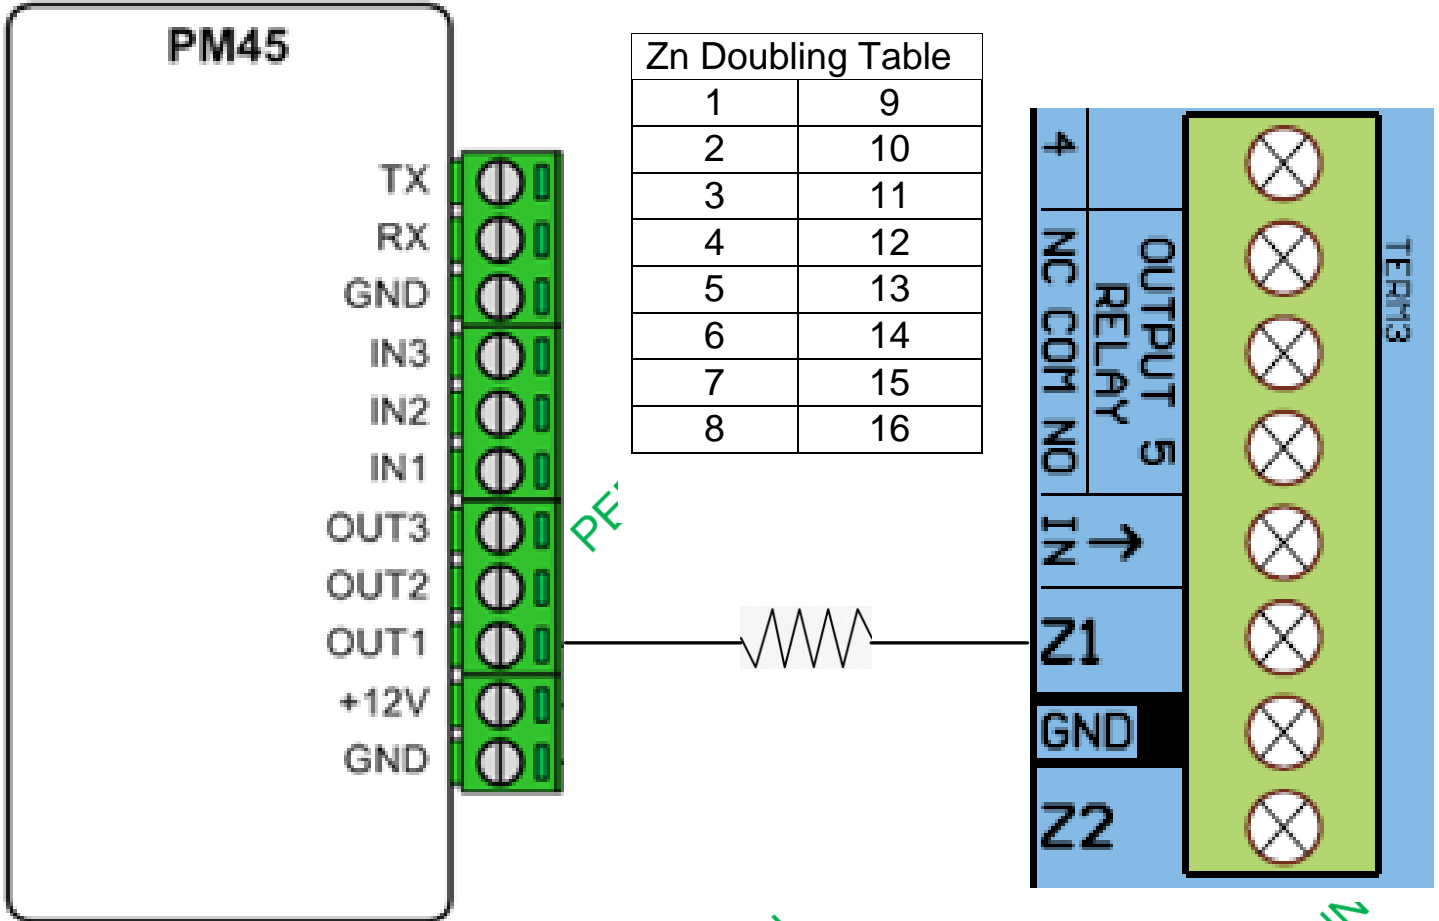 PM45
TX
RX
GND
IN3
IN2
IN1
OUT3
OUT2
OUT1
+12V
GND
Zn Doubling Table
1 9
2 10
3 11
4 12
5 13
6 14
7 15
8 16
4
NC COM NO
RELAY
OUTPUT 5
IN →
Z1
GND
Z2
TERM3